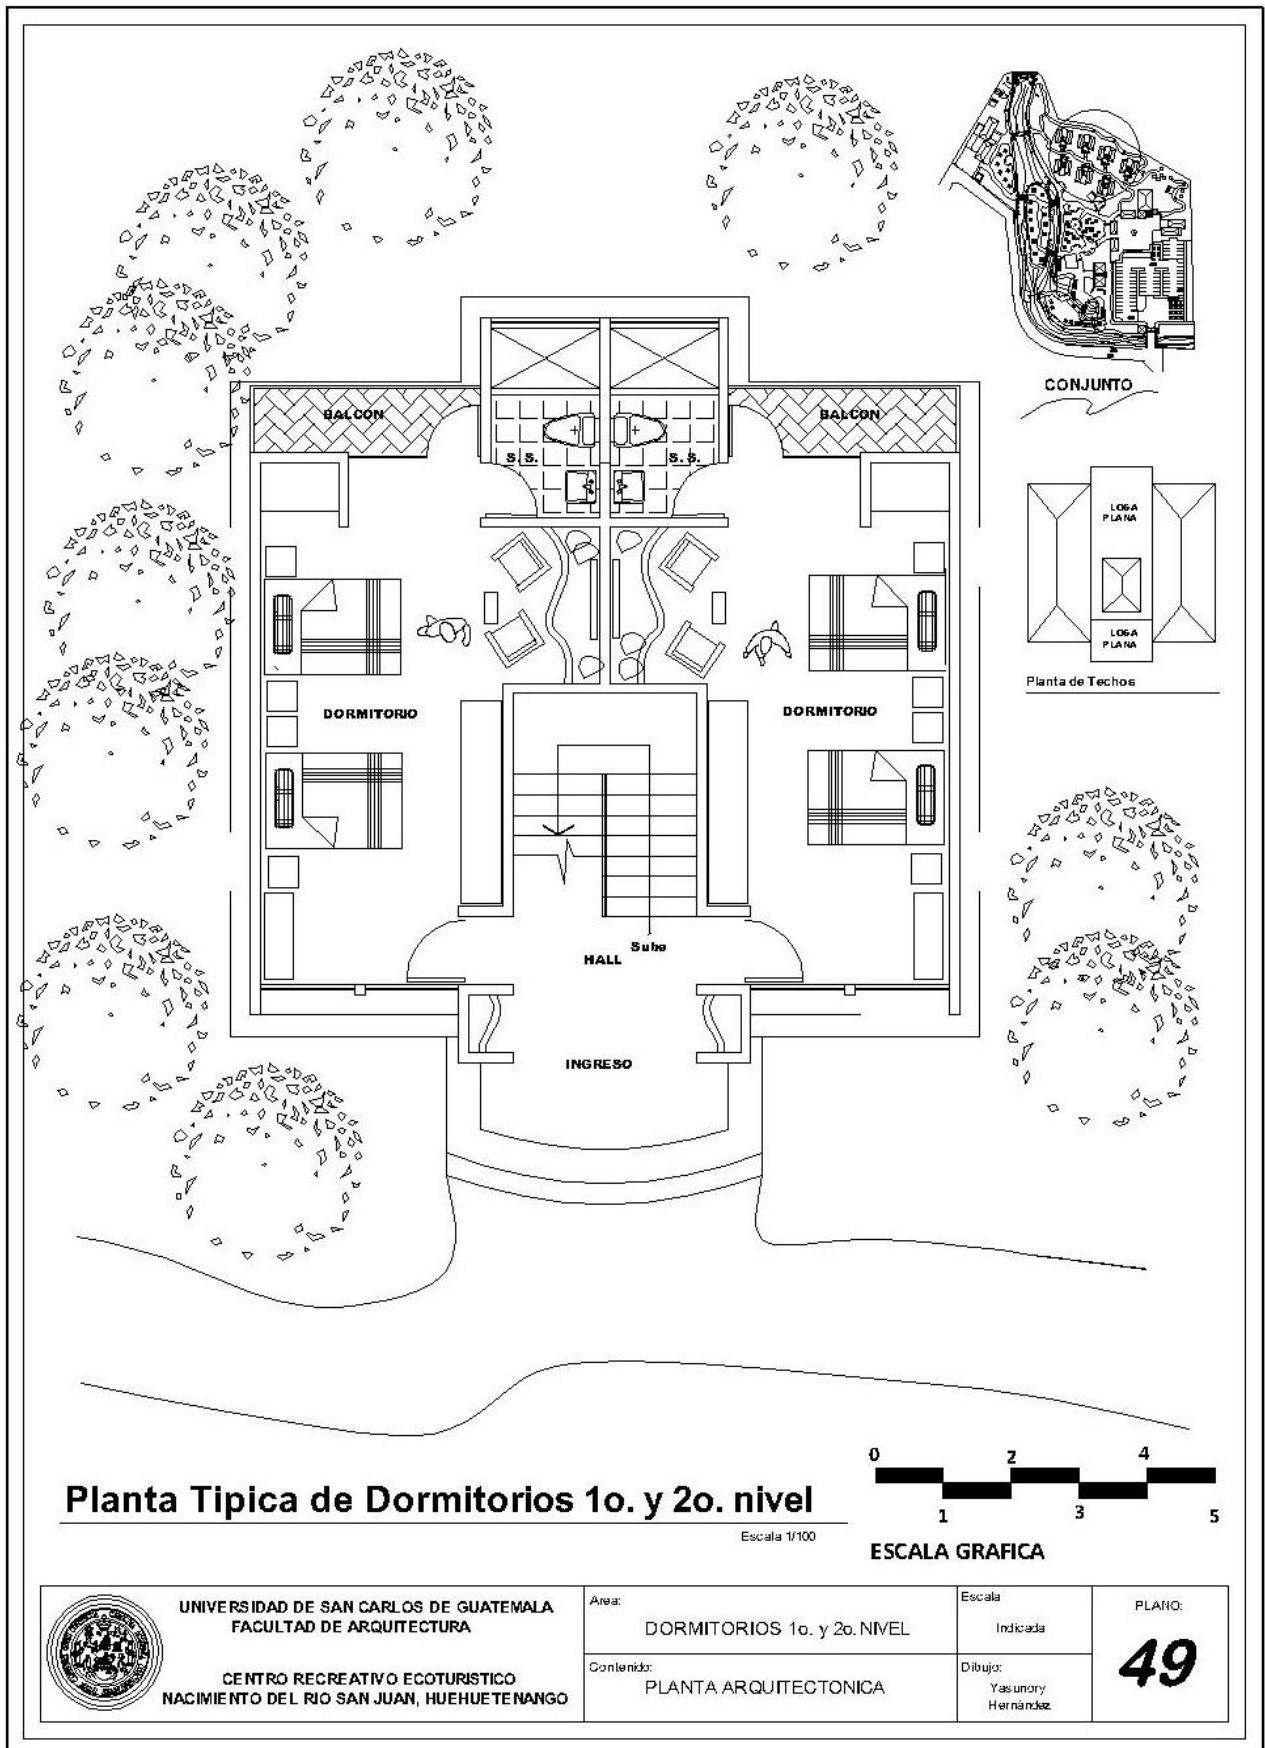 CONJUNTO
BALCON
BALCON
S. S.
S. S.
LOSA
PLANA
LOSA
PLANA
Planta de Techos
DORMITORIO
DORMITORIO
Sube
HALL
INGRESO
0
2
4
1
3
5
ESCALA GRAFICA
Planta Tipica de Dormitorios 1o. y 2o. nivel
Escala 1/100
UNIVERSIDAD DE SAN CARLOS DE GUATEMALA
FACULTAD DE ARQUITECTURA
CENTRO RECREATIVO ECOTURISTICO
NACIMIENTO DEL RIO SAN JUAN, HUEHUETENANGO
Area:
DORMITORIOS 1o. y 2o. NIVEL
Contenido:
PLANTA ARQUITECTONICA
Escala
Indicada
Dibujo:
Yasunory
Hernández
PLANO:
49